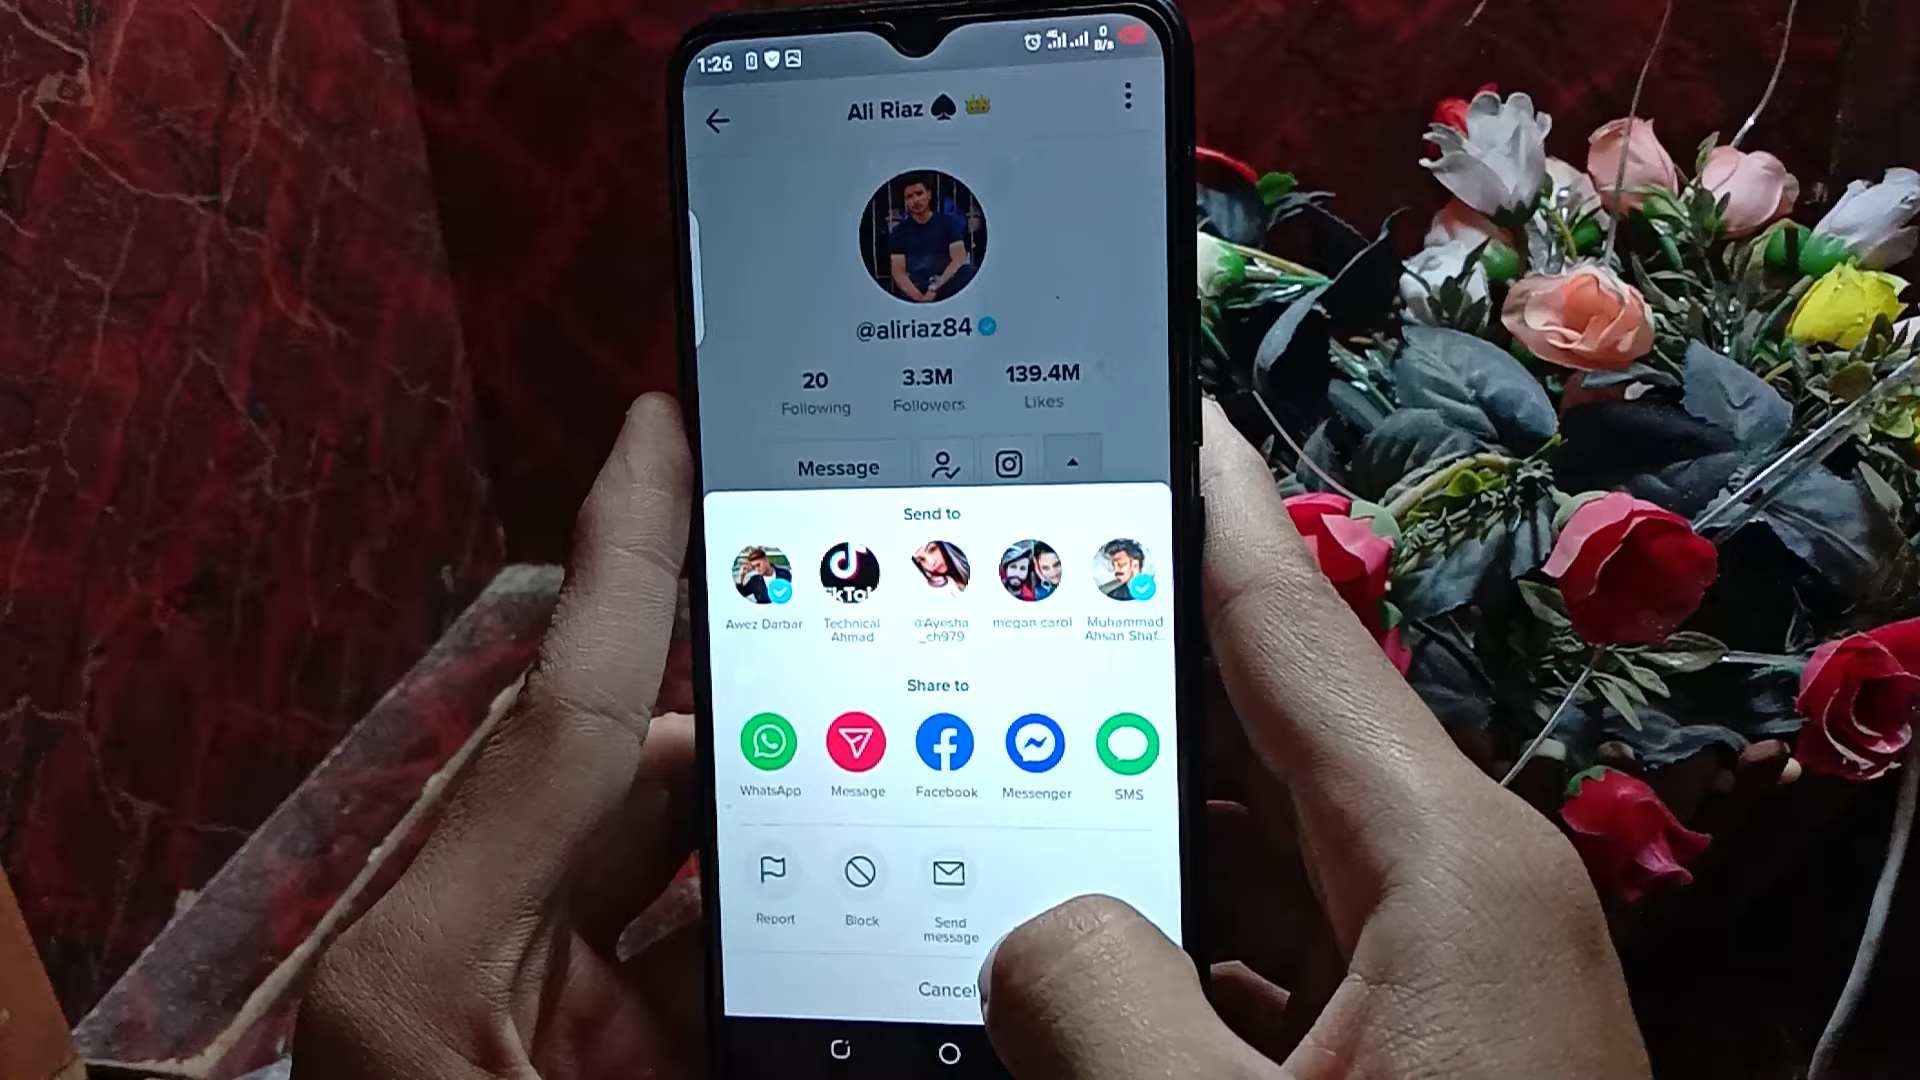 1:26
0
B/s
Ali Riaz ♠️ 👑
@aliriaz84
20 3.3M 139.4M
Following Followers Likes
Message
Send to
Awez Darbar
Technical
Ahmad
@Ayesha
_ch979
megan carol
Muhammad
Ahsan Shaf...
Share to
WhatsApp Message Facebook Messenger SMS
Report Block Send
message
Cancel